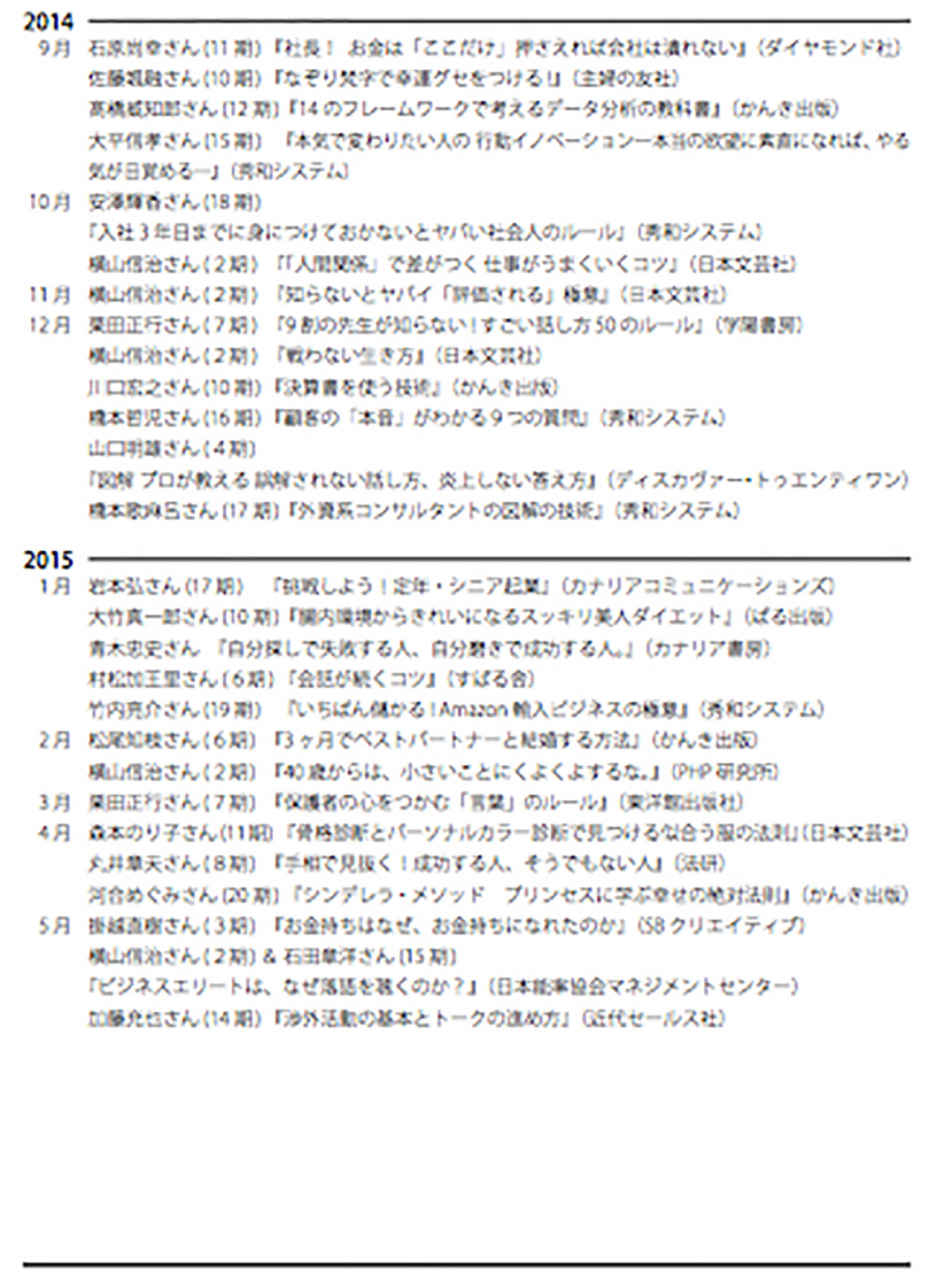 2014
9月 石原尚幸さん(11期)『社長！ お金は「ここだけ」押さえれば会社は潰れない』(ダイヤモンド社)
佐藤颯融さん(10期)『なぞり梵字で幸運グセをつける！』(主婦の友社)
髙橋威知郎さん(12期)『14のフレームワークで考えるデータ分析の教科書』(かんき出版)
大平信孝さん(15期) 『本気で変わりたい人の 行動イノベーション―本当の欲望に素直になれば、やる
気が目覚める―』(秀和システム)
10月 安澤輝香さん(18期)
『入社3年目までに身につけておかないとヤバい社会人のルール』(秀和システム)
横山信治さん(2期) 『「人間関係」で差がつく 仕事がうまくいくコツ』(日本文芸社)
11月 横山信治さん(2期) 『知らないとヤバイ「評価される」極意』(日本文芸社)
12月 栗田正行さん(7期) 『9割の先生が知らない！すごい話し方50のルール』(学陽書房)
横山信治さん(2期) 『戦わない生き方』(日本文芸社)
川口宏之さん(10期)『決算書を使う技術』(かんき出版)
橋本哲児さん(16期)『顧客の「本音」がわかる9つの質問』(秀和システム)
山口明雄さん(4期)
『図解 プロが教える 誤解されない話し方、炎上しない答え方』(ディスカヴァー・トゥエンティワン)
橋本歌麻呂さん(17期)『外資系コンサルタントの図解の技術』(秀和システム)
2015
1月 岩本弘さん(17期) 『挑戦しよう！定年・シニア起業』(カナリアコミュニケーションズ)
大竹真一郎さん(10期)『腸内環境からきれいになるスッキリ美人ダイエット』(ぱる出版)
青木忠史さん 『自分探しで失敗する人、自分磨きで成功する人。』(カナリア書房)
村松加王里さん(6期)『会話が続くコツ』(すばる舎)
竹内亮介さん(19期) 『いちばん儲かる！Amazon輸入ビジネスの極意』(秀和システム)
2月 松尾知枝さん(6期) 『3ヶ月でベストパートナーと結婚する方法』(かんき出版)
横山信治さん(2期) 『40歳からは、小さいことにくよくよするな。』(PHP研究所)
3月 栗田正行さん(7期) 『保護者の心をつかむ「言葉」のルール』(東洋館出版社)
4月 森本のり子さん(11期)『骨格診断とパーソナルカラー診断で見つける似合う服の法則』(日本文芸社)
丸井章夫さん(8期) 『手相で見抜く！成功する人、そうでもない人』(法研)
河合めぐみさん(20期)『シンデレラ・メソッド プリンセスに学ぶ幸せの絶対法則』(かんき出版)
5月 掛越直樹さん(3期) 『お金持ちはなぜ、お金持ちになれたのか』(SBクリエイティブ)
横山信治さん(2期) & 石田章洋さん(15期)
『ビジネスエリートは、なぜ落語を聴くのか？』(日本能率協会マネジメントセンター)
加藤充也さん(14期)『渉外活動の基本とトークの進め方』(近代セールス社)